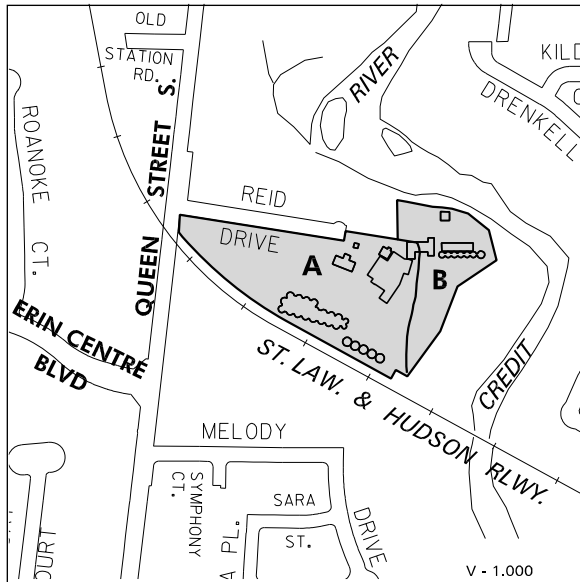 OLD
STATION
RD.
QUEEN STREET S.
RIVER
KILD
DRENKELL
ROANOKE CT.
REID
DRIVE
A
B
ERIN CENTRE
BLVD
ST. LAW. & HUDSON RLWY.
CREDIT
MELODY
DRIVE
SYMPHONY
CT.
SARA
ST.
A PL.
COURT
V - 1.000